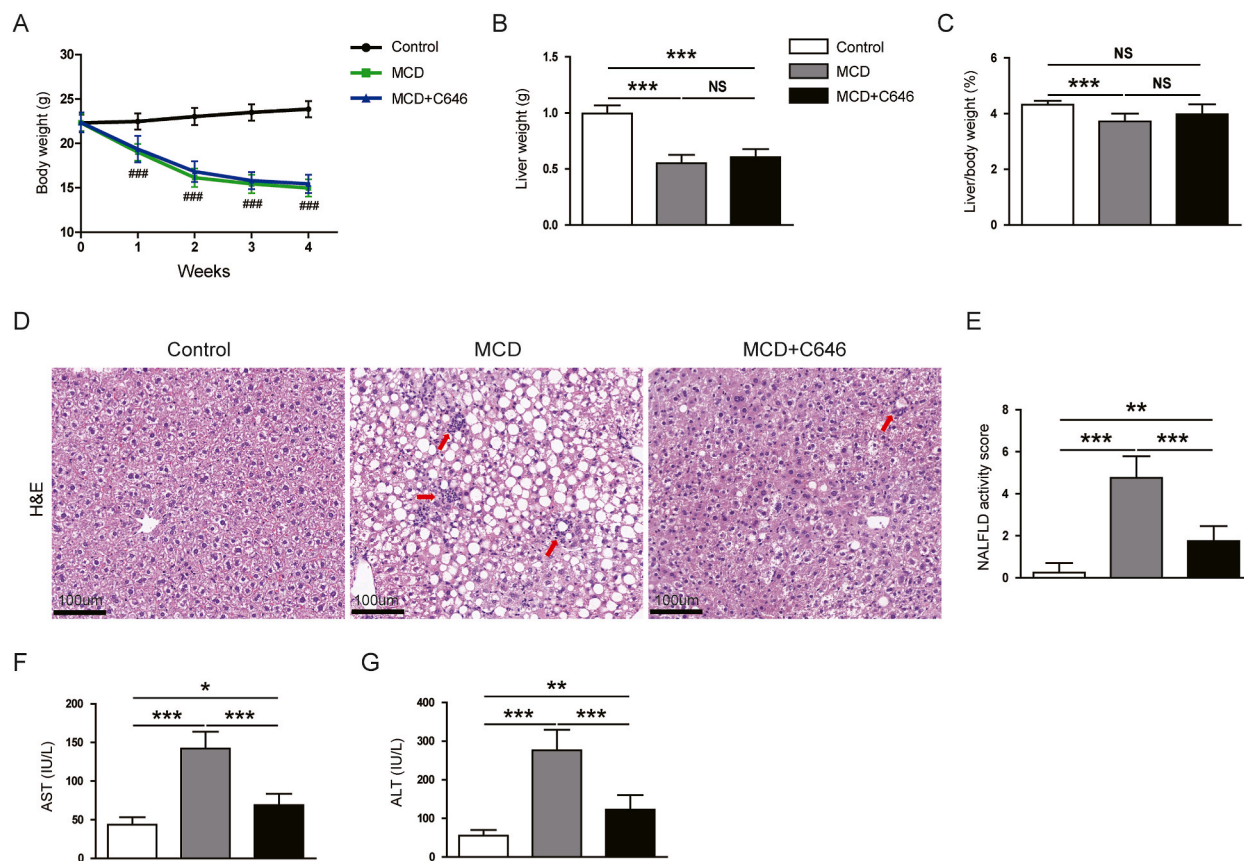 A
Body weight (g)
30
25
20
15
10
0
1
2
3
4
###
###
###
###
Weeks
Control
MCD
MCD+C646
B
Liver weight (g)
1.5
1.0
0.5
0.0
***
***
NS
Control
MCD
MCD+C646
C
Liver/body weight (%)
6
4
2
0
NS
***
NS
D
Control
MCD
MCD+C646
H&E
100um
100um
100um
E
NALFLD activity score
8
6
4
2
0
**
***
***
F
AST (IU/L)
200
150
100
50
0
*
***
***
G
ALT (IU/L)
400
300
200
100
0
**
***
***